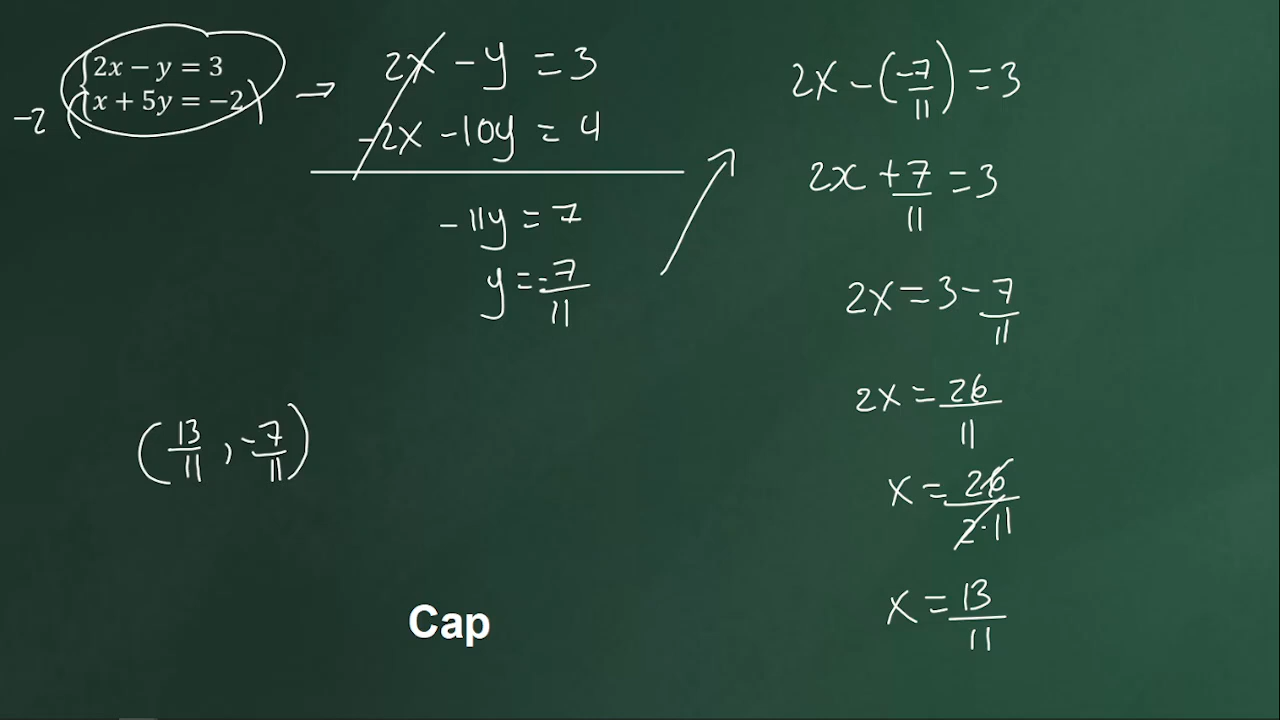 2x − y = 3
x + 5y = −2
-2 ( )
→
2x - y = 3
-2x - 10y = 4
-11y = 7
y = -7/11
2x - (-7/11) = 3
2x + 7/11 = 3
2x = 3 - 7/11
2x = 26/11
x = 26/2·11
x = 13/11
(13/11, -7/11)
Cap